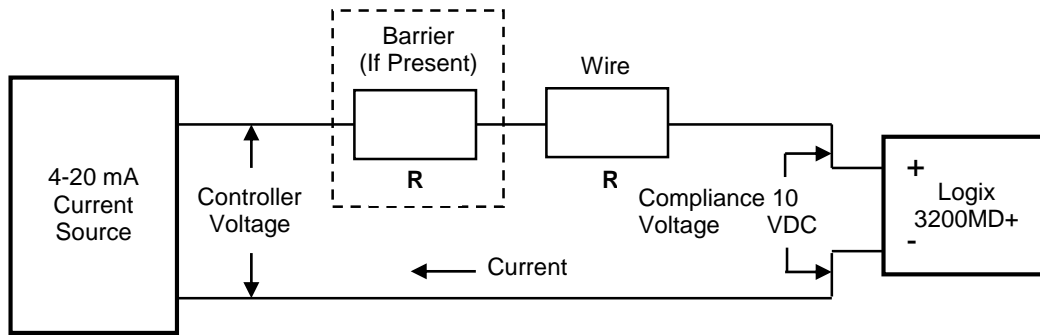 Barrier
(If Present)
Wire
R
R
4-20 mA
Current
Source
Controller
Voltage
Compliance 10
Voltage VDC
+
-
Logix
3200MD+
Current